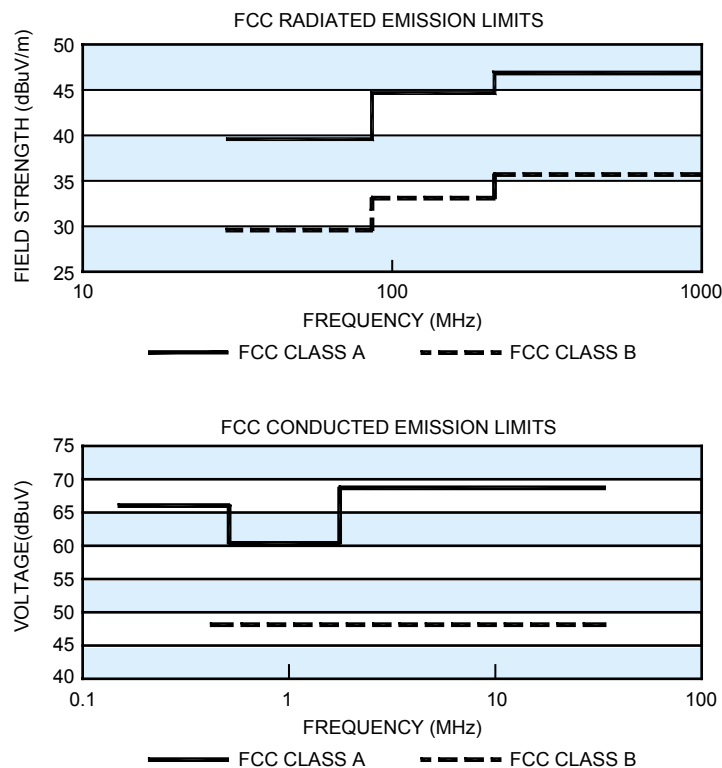 FCC RADIATED EMISSION LIMITS
FIELD STRENGTH (dBuV/m)
50
45
40
35
30
25
10
100
1000
FREQUENCY (MHz)
FCC CLASS A
FCC CLASS B
FCC CONDUCTED EMISSION LIMITS
VOLTAGE(dBuV)
75
70
65
60
55
50
45
40
0.1
1
10
100
FREQUENCY (MHz)
FCC CLASS A
FCC CLASS B